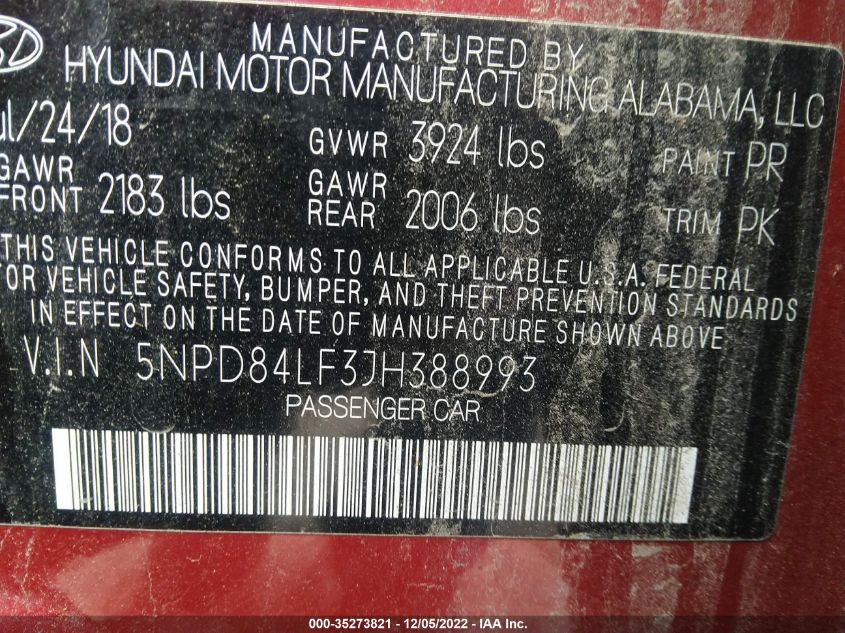 MANUFACTURED BY
HYUNDAI MOTOR MANUFACTURING ALABAMA, LLC
ul/24/18 GVWR 3924 lbs PAINT PR
GAWR FRONT 2183 lbs GAWR REAR 2006 lbs TRIM PK
THIS VEHICLE CONFORMS TO ALL APPLICABLE U.S.A. FEDERAL
TOR VEHICLE SAFETY, BUMPER, AND THEFT PREVENTION STANDARDS
IN EFFECT ON THE DATE OF MANUFACTURE SHOWN ABOVE
V.I.N 5NPD84LF3JH388993
PASSENGER CAR
000-35273821 - 12/05/2022 - IAA Inc.